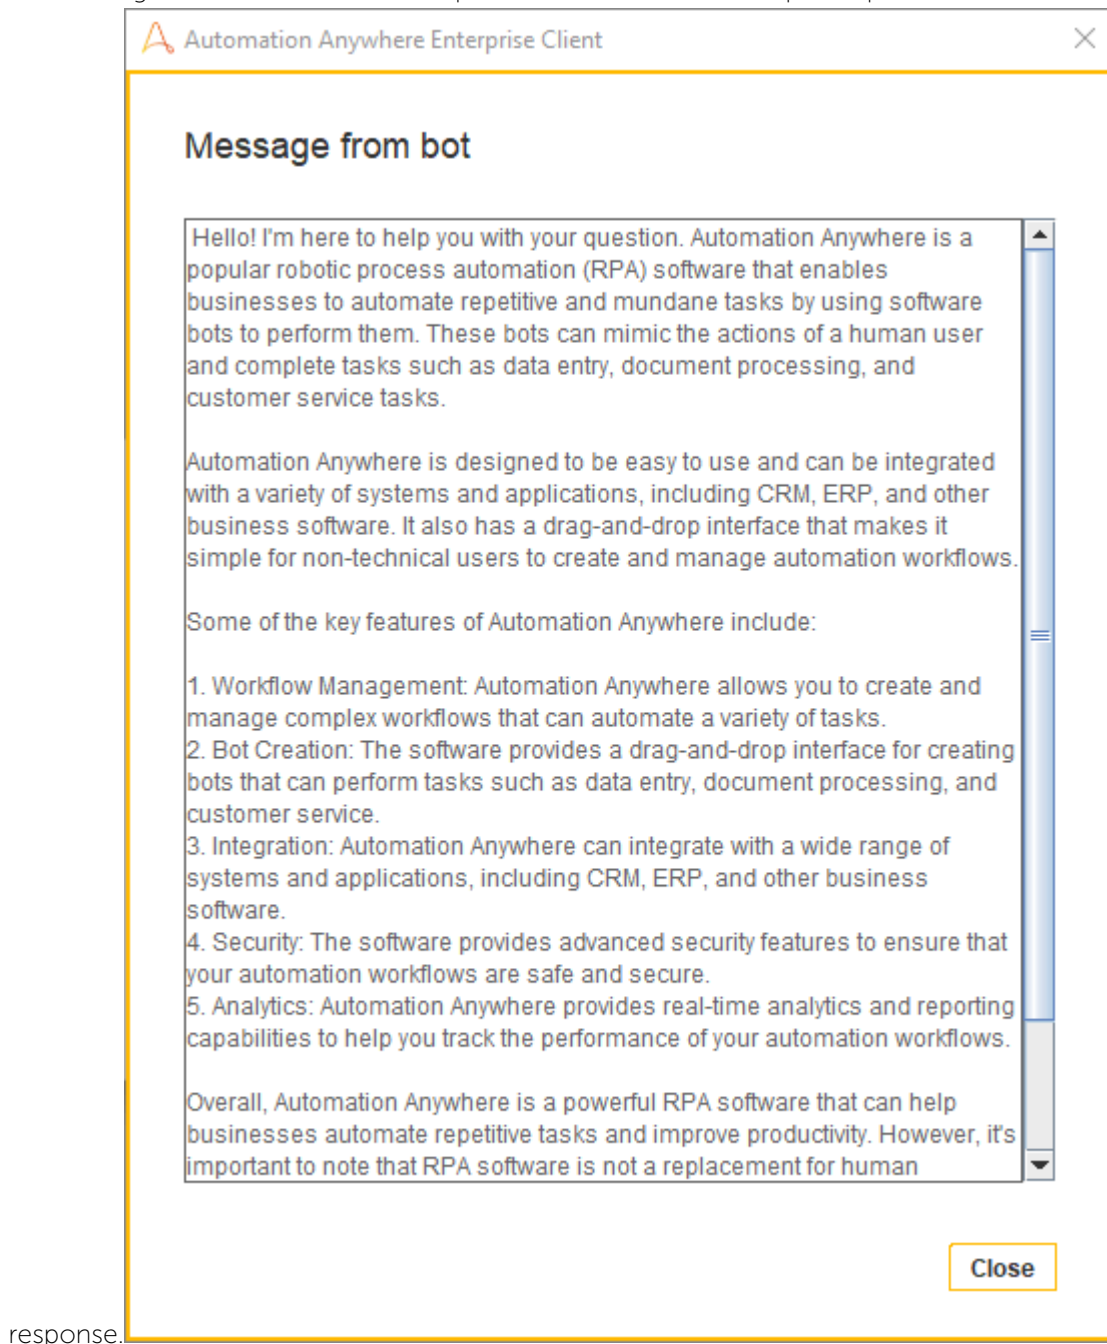 Automation Anywhere Enterprise Client
Message from bot
Hello! I'm here to help you with your question. Automation Anywhere is a
popular robotic process automation (RPA) software that enables
businesses to automate repetitive and mundane tasks by using software
bots to perform them. These bots can mimic the actions of a human user
and complete tasks such as data entry, document processing, and
customer service tasks.
Automation Anywhere is designed to be easy to use and can be integrated
with a variety of systems and applications, including CRM, ERP, and other
business software. It also has a drag-and-drop interface that makes it
simple for non-technical users to create and manage automation workflows.
Some of the key features of Automation Anywhere include:
1. Workflow Management: Automation Anywhere allows you to create and
manage complex workflows that can automate a variety of tasks.
2. Bot Creation: The software provides a drag-and-drop interface for creating
bots that can perform tasks such as data entry, document processing, and
customer service.
3. Integration: Automation Anywhere can integrate with a wide range of
systems and applications, including CRM, ERP, and other business
software.
4. Security: The software provides advanced security features to ensure that
your automation workflows are safe and secure.
5. Analytics: Automation Anywhere provides real-time analytics and reporting
capabilities to help you track the performance of your automation workflows.
Overall, Automation Anywhere is a powerful RPA software that can help
businesses automate repetitive tasks and improve productivity. However, it's
important to note that RPA software is not a replacement for human
Close
response.